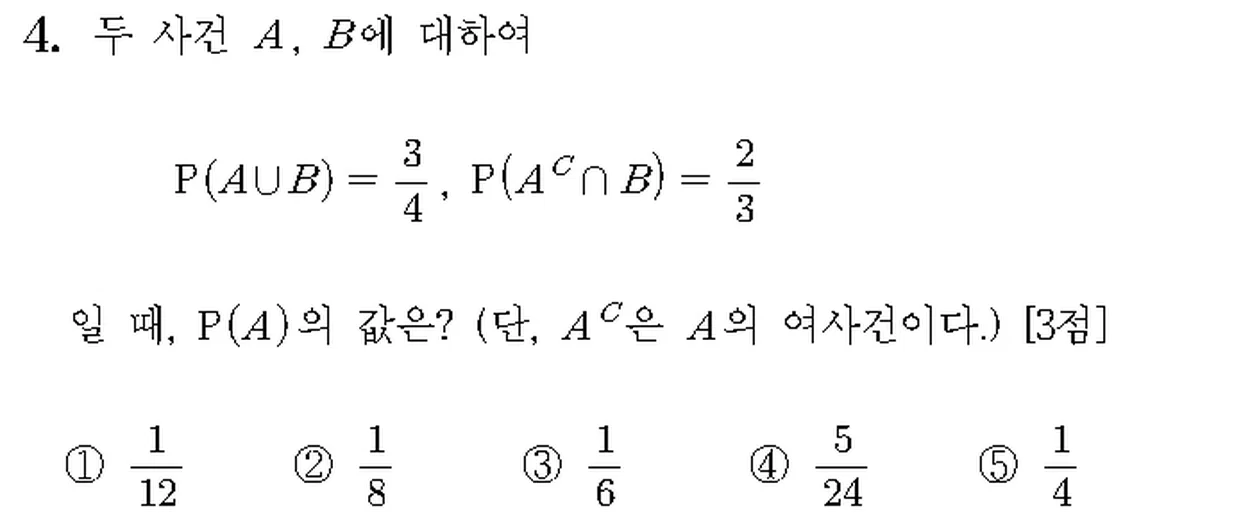 4. 두 사건 A, B에 대하여
P(A∪B) = 3/4, P(A^C∩B) = 2/3
일 때, P(A)의 값은? (단, A^C은 A의 여사건이다.) [3점]
① 1/12 ② 1/8 ③ 1/6 ④ 5/24 ⑤ 1/4